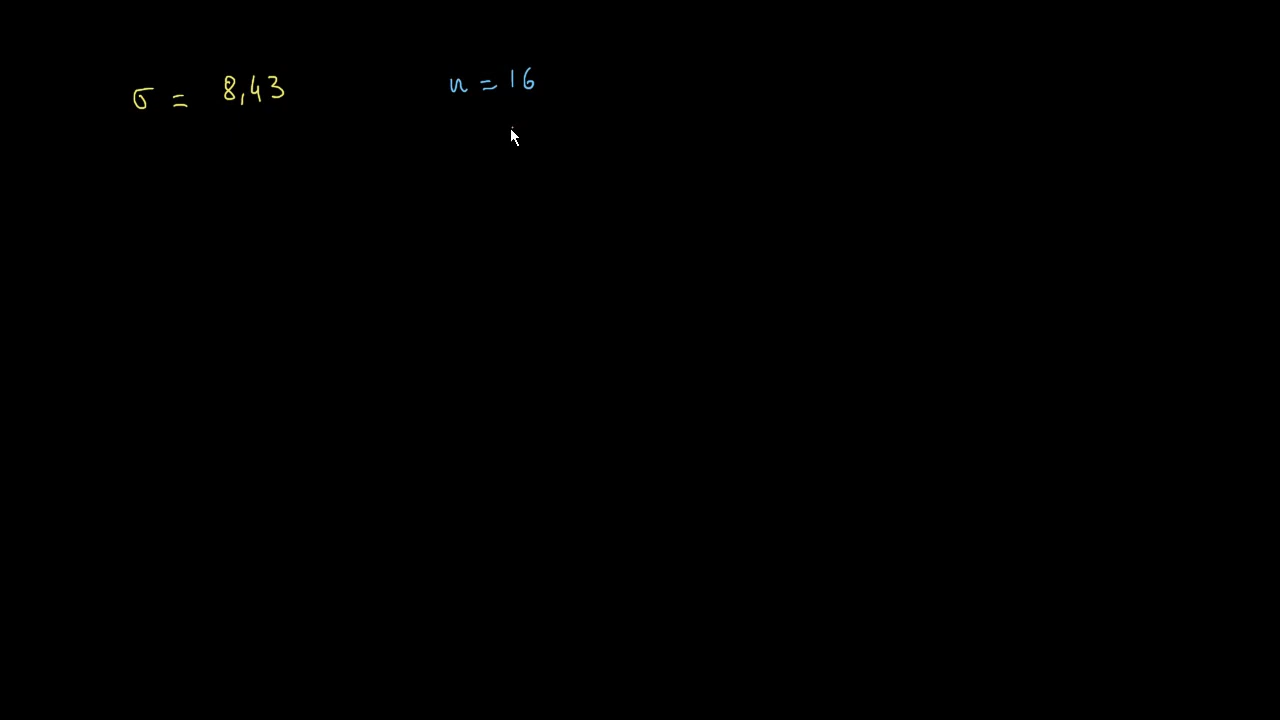 σ = 8,43
n = 16